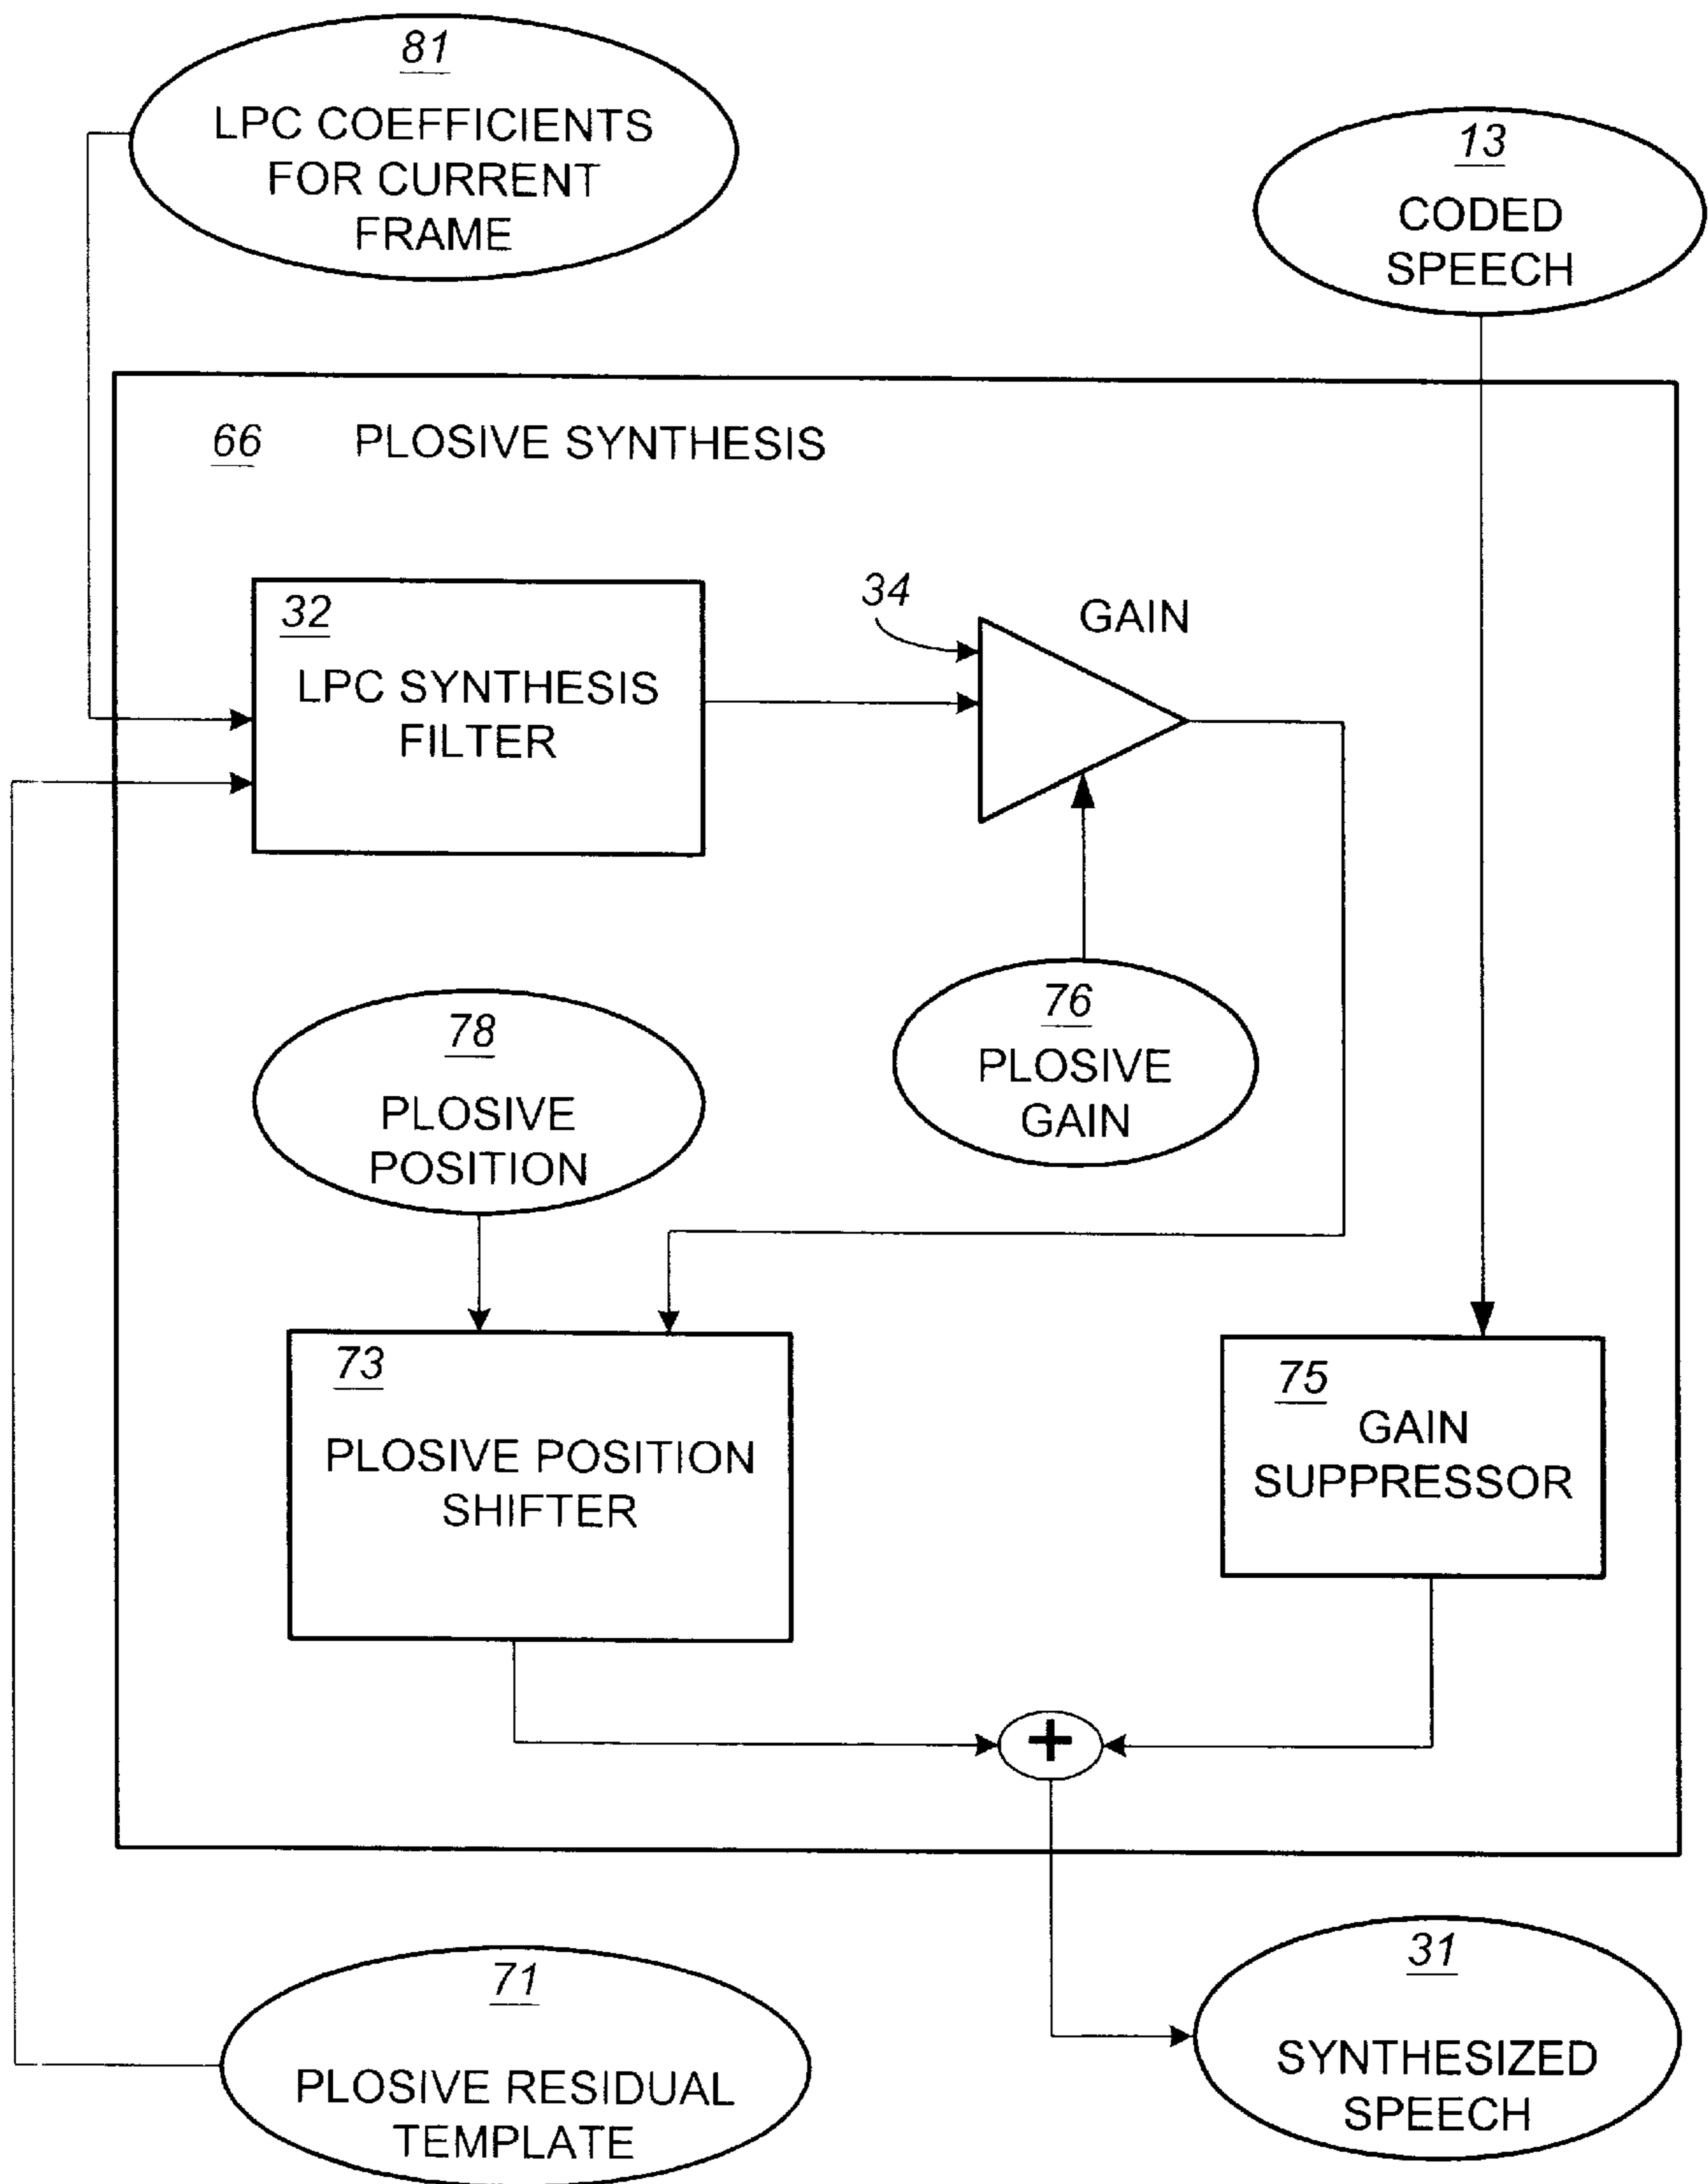 81
LPC COEFFICIENTS
FOR CURRENT
FRAME
13
CODED
SPEECH
66 PLOSIVE SYNTHESIS
32
LPC SYNTHESIS
FILTER
34
GAIN
78
PLOSIVE
POSITION
76
PLOSIVE
GAIN
73
PLOSIVE POSITION
SHIFTER
75
GAIN
SUPPRESSOR
+
71
PLOSIVE RESIDUAL
TEMPLATE
31
SYNTHESIZED
SPEECH